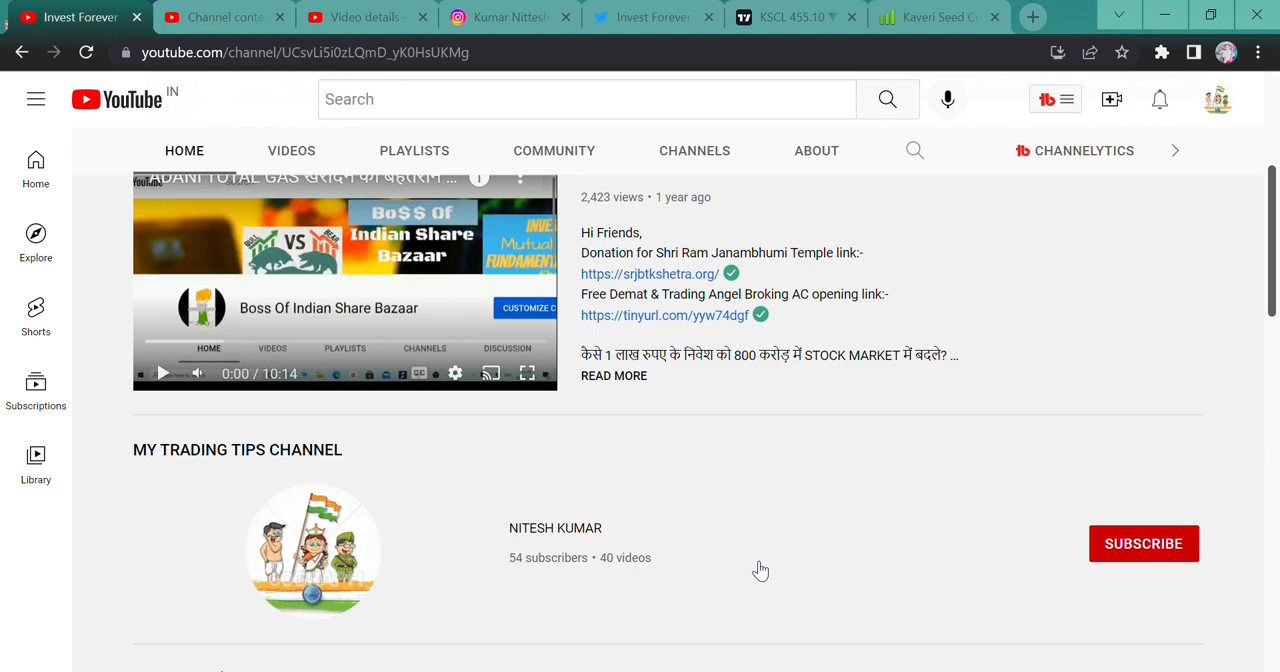 Invest Forever
Channel conte
Video details
Kumar Nittesh
Invest Forever
KSCL 455.10 ▼
Kaveri Seed C
youtube.com/channel/UCsvLi5i0zLQmD_yK0HsUKMg
YouTube IN
Search
HOME VIDEOS PLAYLISTS COMMUNITY CHANNELS ABOUT CHANNELYTICS
Home
Explore
Shorts
Subscriptions
Library
ADANI TOTAL GAS खरीदने का बेहतरीन ...
Bo$$ Of
Indian Share
Bazaar
VS
INVE
Mutual
FUNDAMEN
Boss Of Indian Share Bazaar
CUSTOMIZE C
HOME VIDEOS PLAYLISTS CHANNELS DISCUSSION
0:00 / 10:14
2,423 views • 1 year ago
Hi Friends,
Donation for Shri Ram Janambhumi Temple link:-
https://srjbtkshetra.org/
Free Demat & Trading Angel Broking AC opening link:-
https://tinyurl.com/yyw74dgf
कैसे 1 लाख रुपए के निवेश को 800 करोड़ में STOCK MARKET में बदले? ...
READ MORE
MY TRADING TIPS CHANNEL
NITESH KUMAR
54 subscribers • 40 videos
SUBSCRIBE